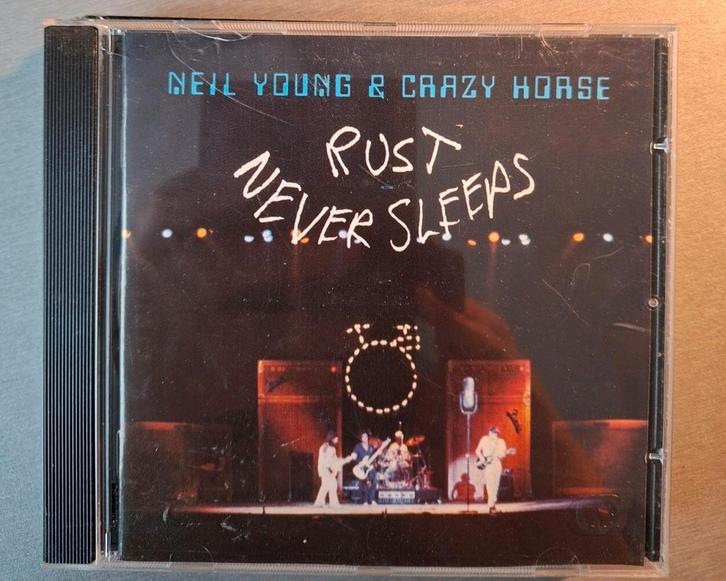 NEIL YOUNG & CRAZY HORSE
RUST
NEVER SLEEPS